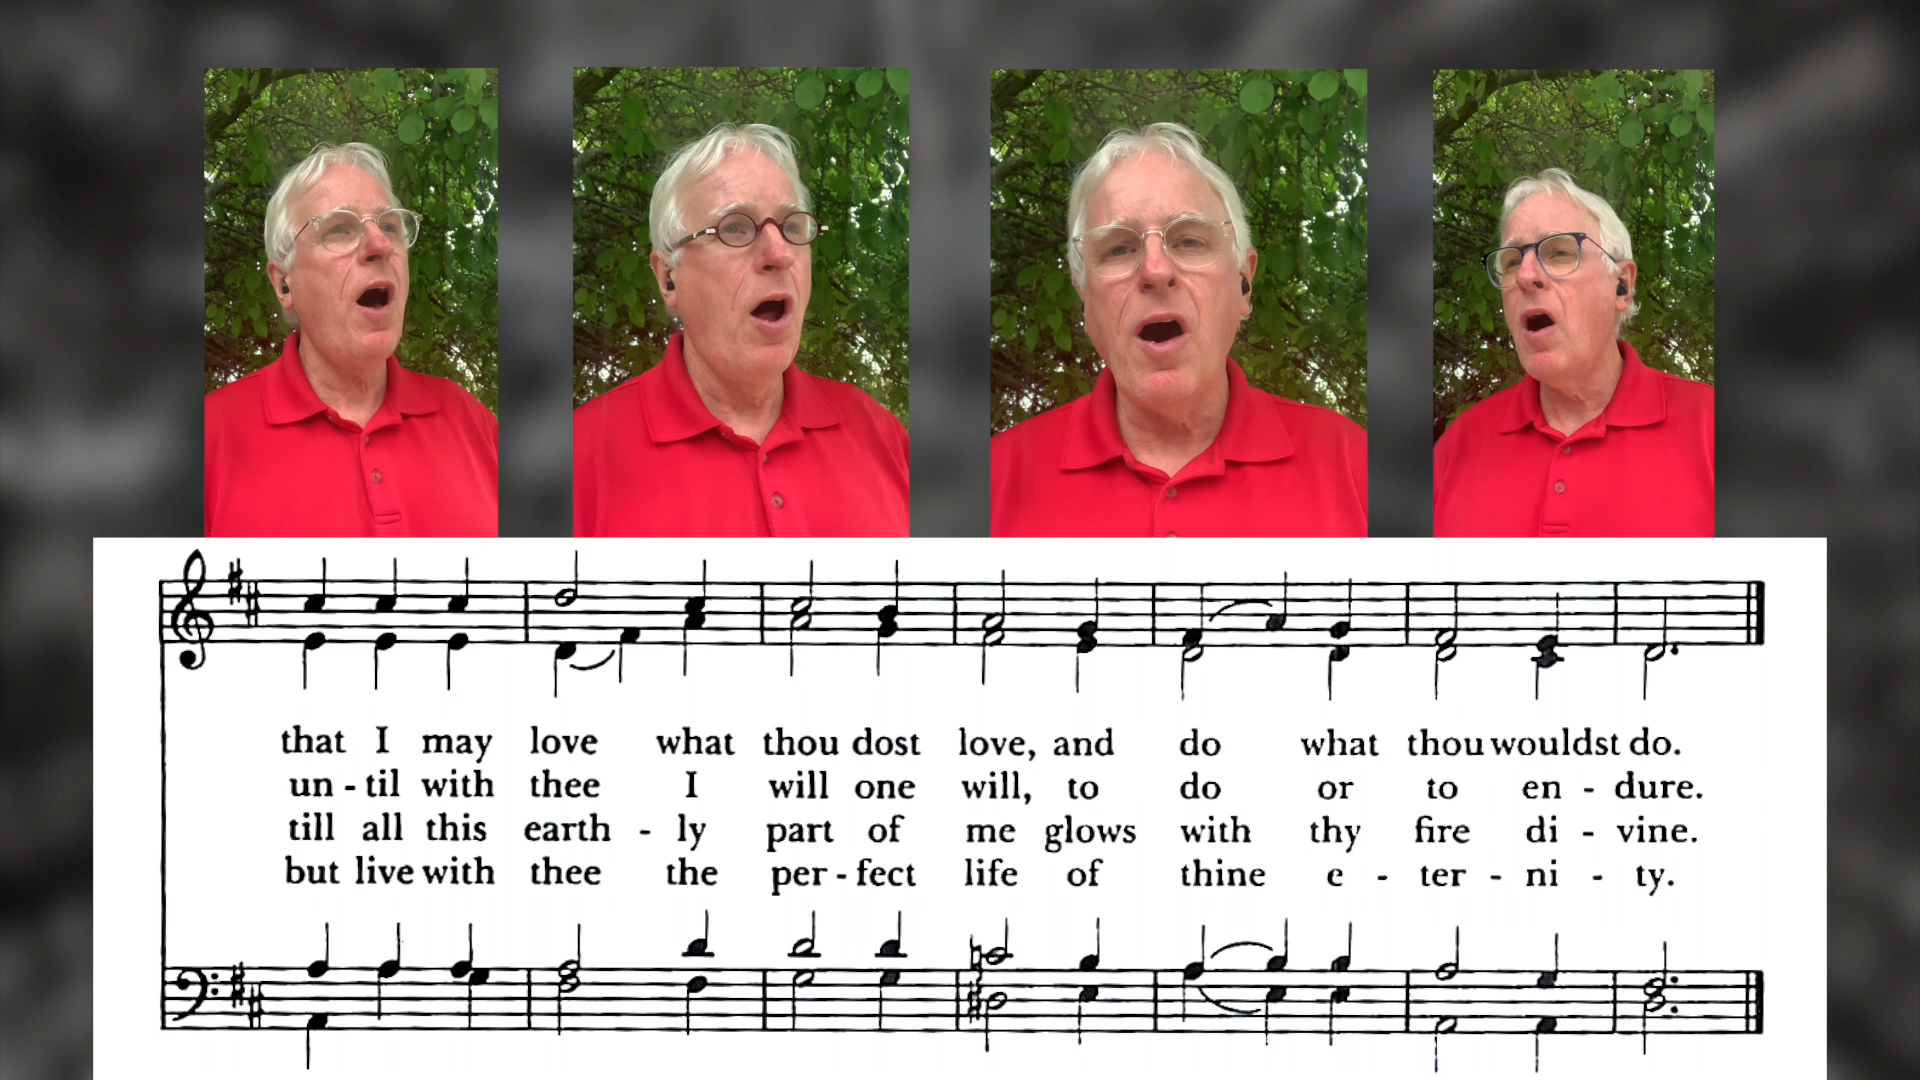 that I may love what thou dost love, and do what thou wouldst do.
un - til with thee I will one will, to do or to en - dure.
till all this earth - ly part of me glows with thy fire di - vine.
but live with thee the per - fect life of thine e - ter - ni - ty.